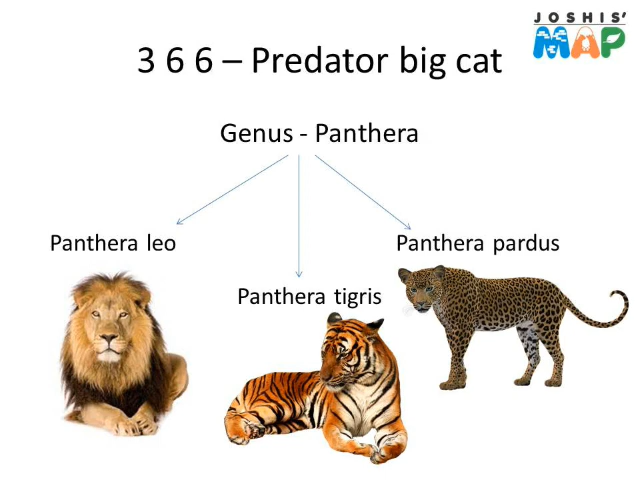 JOSHIS'
MAP
3 6 6 – Predator big cat
Genus - Panthera
Panthera leo
Panthera pardus
Panthera tigris